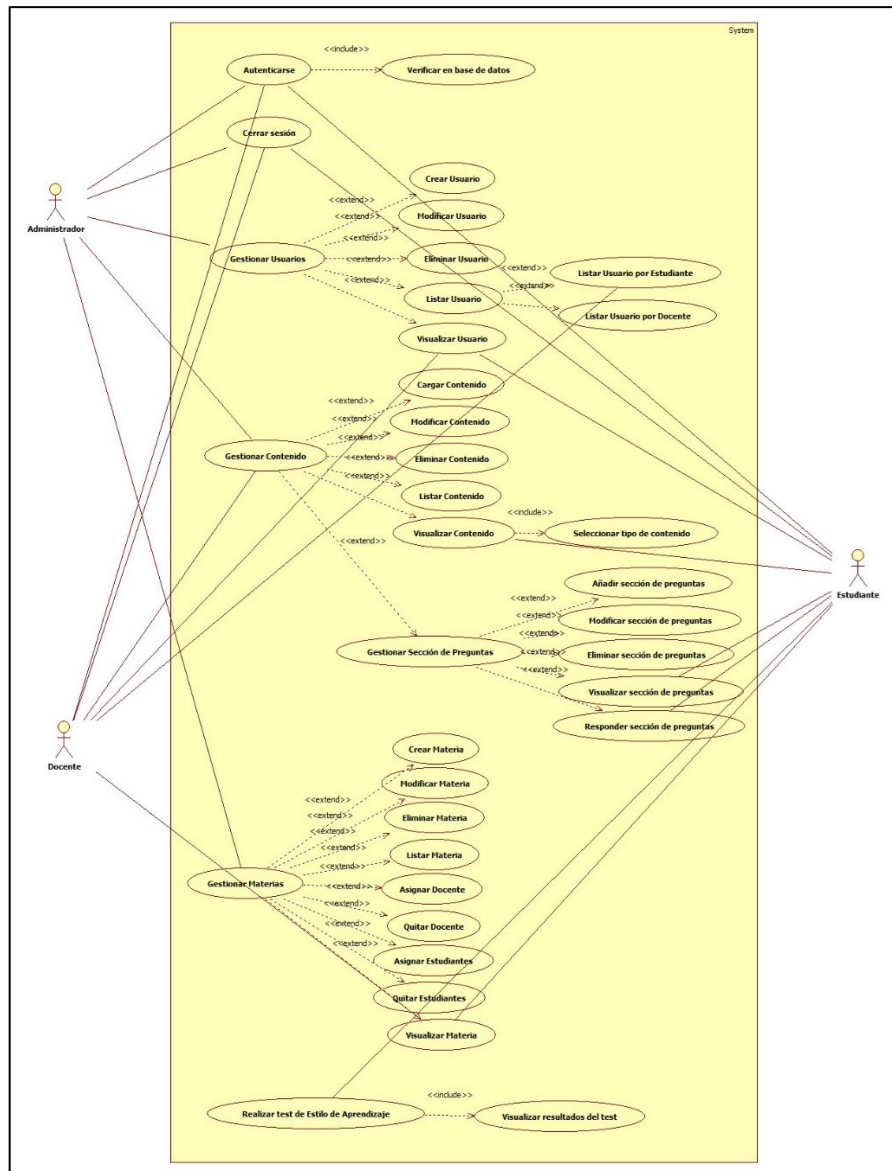 System
<<include>>
Autenticarse
Verificar en base de datos
Cerrar sesión
Administrador
Crear Usuario
<<extend>>
Modificar Usuario
<<extend>>
<<extend>>
Gestionar Usuarios
<<extend>>
Eliminar Usuario
<<extend>>
Listar Usuario por Estudiante
<<extend>>
<<extend>>
Listar Usuario
Listar Usuario por Docente
Visualizar Usuario
Cargar Contenido
<<extend>>
Modificar Contenido
<<extend>>
<<extend>>
Gestionar Contenido
<<extend>>
Eliminar Contenido
<<extend>>
Listar Contenido
<<include>>
Visualizar Contenido
Seleccionar tipo de contenido
<<extend>>
Estudiante
Añadir sección de preguntas
<<extend>>
<<extend>>
Modificar sección de preguntas
<<extend>>
Gestionar Sección de Preguntas
<<extend>>
Eliminar sección de preguntas
<<extend>>
Visualizar sección de preguntas
Responder sección de preguntas
Docente
Crear Materia
Modificar Materia
<<extend>>
<<extend>>
Eliminar Materia
<<extend>>
<<extend>>
Listar Materia
<<extend>>
Gestionar Materias
<<extend>>
Asignar Docente
<<extend>>
Quitar Docente
<<extend>>
<<extend>>
Asignar Estudiantes
Quitar Estudiantes
Visualizar Materia
<<include>>
Realizar test de Estilo de Aprendizaje
Visualizar resultados del test